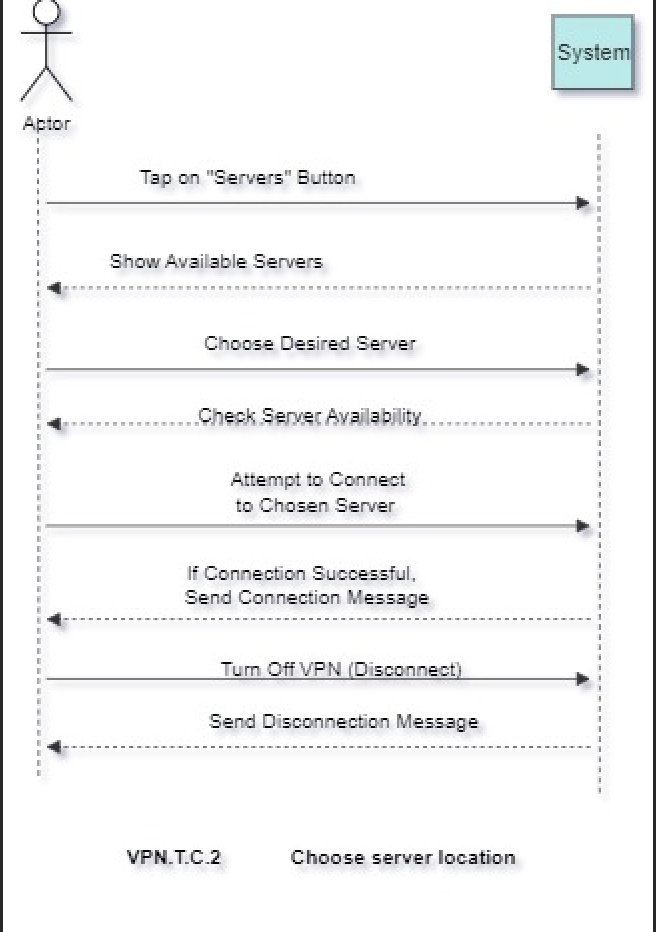 System
Actor
Tap on "Servers" Button
Show Available Servers
Choose Desired Server
Check Server Availability
Attempt to Connect
to Chosen Server
If Connection Successful,
Send Connection Message
Turn Off VPN (Disconnect)
Send Disconnection Message
VPN.T.C.2 Choose server location